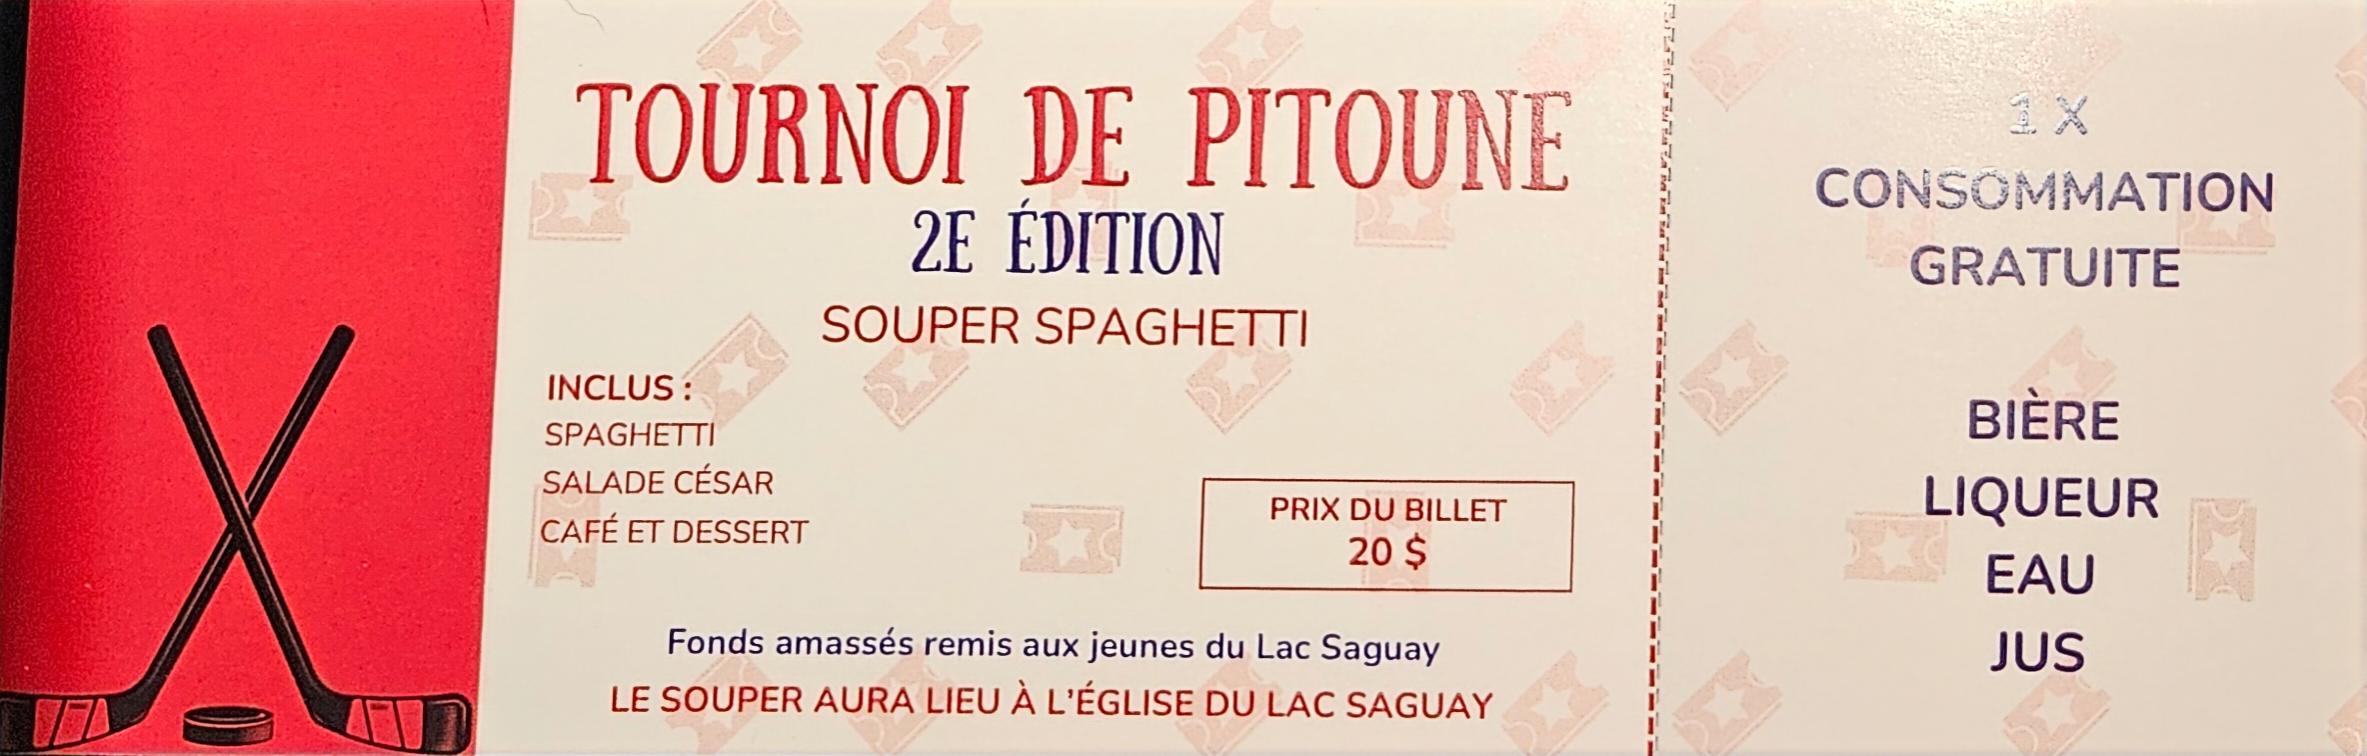 TOURNOI DE PITOUNE
2E ÉDITION
SOUPER SPAGHETTI
INCLUS :
SPAGHETTI
SALADE CÉSAR
CAFÉ ET DESSERT
PRIX DU BILLET
20 $
Fonds amassés remis aux jeunes du Lac Saguay
LE SOUPER AURA LIEU À L'ÉGLISE DU LAC SAGUAY
1 X
CONSOMMATION
GRATUITE
BIÈRE
LIQUEUR
EAU
JUS